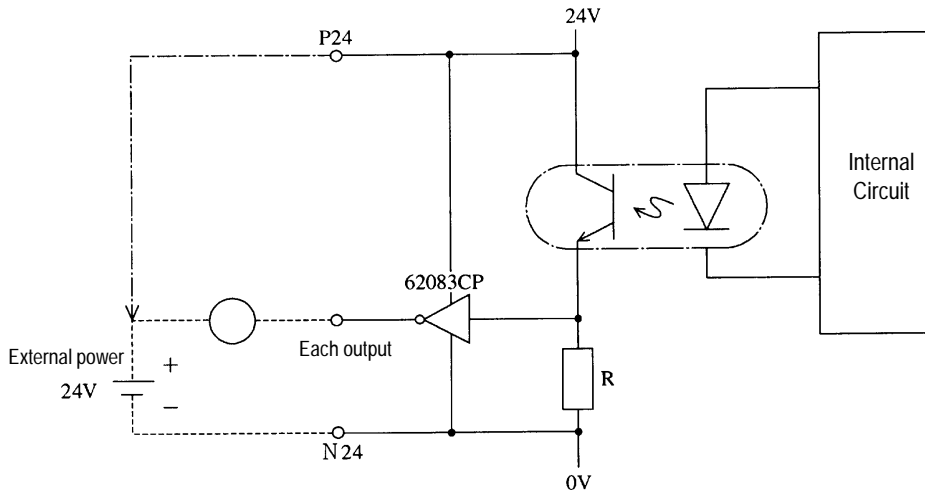 24V
P24
Internal
Circuit
62083CP
Each output
External power
24V
+
−
R
N24
0V